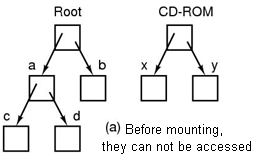 Root
CD-ROM
a
b
x
y
c
d
(a) Before mounting,
they can not be accessed